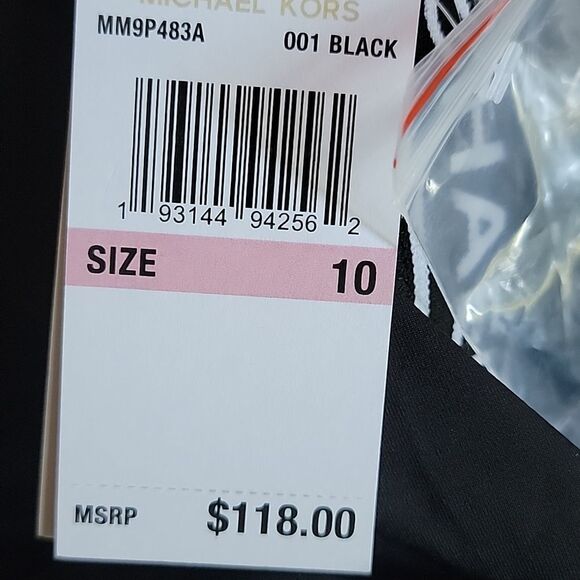 MICHAEL KORS
MM9P483A 001 BLACK
1 93144 94256 2
SIZE 10
MSRP $118.00